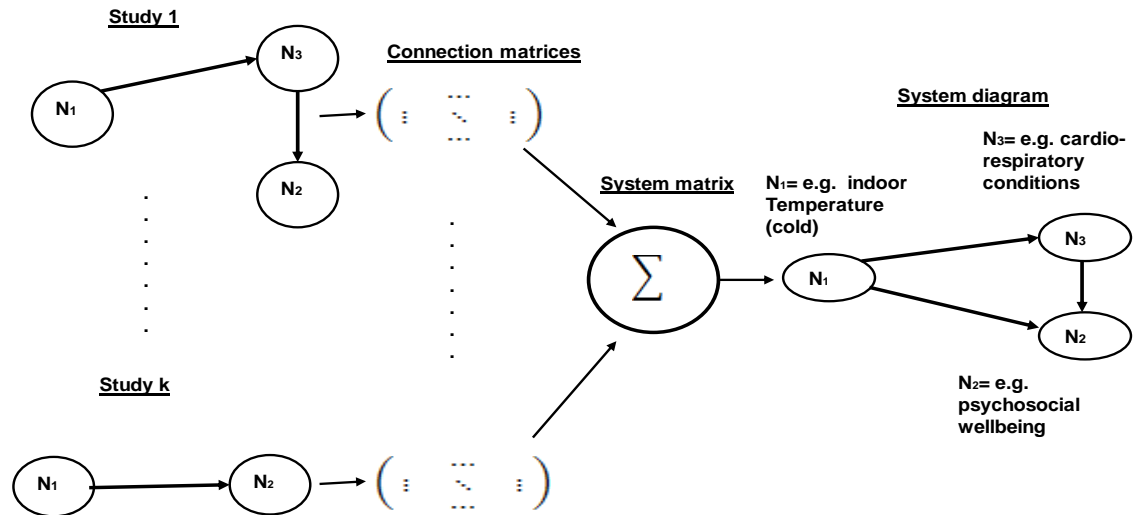 Study 1
N₁
N₃
N₂
Connection matrices
System matrix
∑
System diagram
N₃= e.g. cardio-
respiratory
conditions
N₁= e.g. indoor
Temperature
(cold)
N₁
N₃
N₂
N₂= e.g.
psychosocial
wellbeing
Study k
N₁
N₂